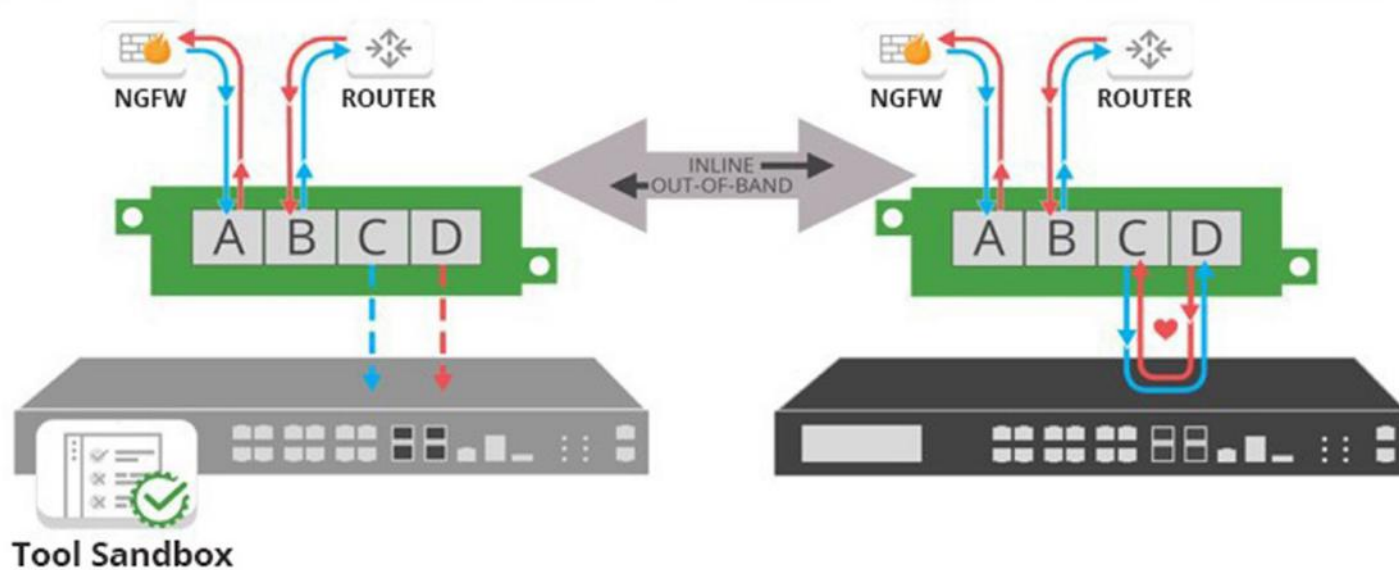 NGFW
ROUTER
NGFW
ROUTER
INLINE
OUT-OF-BAND
A B C D
A B C D
Tool Sandbox